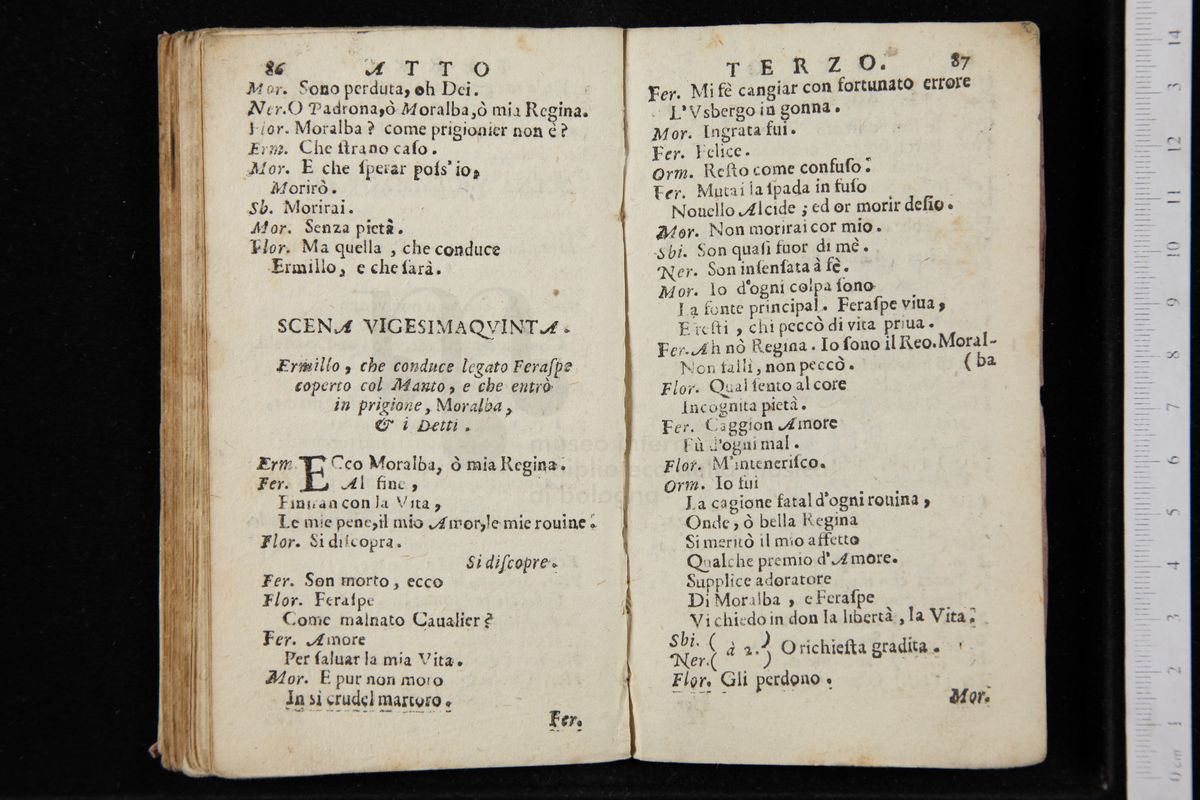 86 ATTO
Mor. Sono perduta, oh Dei.
Ner. O Padrona, ò Moralba, ò mia Regina.
Flor. Moralba? come prigionier non è?
Erm. Che ſtrano caſo.
Mor. E che ſperar poſs' io,
Morirò.
Sb. Morirai.
Mor. Senza pietà.
Flor. Ma quella, che conduce
Ermillo, e che ſarà.
SCENA VIGESIMAQVINTA.
Ermillo, che conduce legato Feraſpe
coperto col Manto, e che entrò
in prigione, Moralba,
& i Detti.
Erm. ECco Moralba, ò mia Regina.
Fer. Al fine,
Finiran con la Vita,
Le mie pene, il mio Amor, le mie rouine.
Flor. Si diſcopra.
Si diſcopre.
Fer. Son morto, ecco
Flor. Feraſpe
Come malnato Caualier?
Fer. Amore
Per ſaluar la mia Vita.
Mor. E pur non moro
In sì crudel martoro.
Fer.
TERZO. 87
Fer. Mi fè cangiar con fortunato errore
L'Vsbergo in gonna.
Mor. Ingrata fui.
Fer. Felice.
Orm. Reſto come confuſo.
Fer. Mutai la ſpada in fuſo
Nouello Alcide; ed or morir deſio.
Mor. Non morirai cor mio.
Sbi. Son quaſi fuor di mè.
Ner. Son inſenſata à fè.
Mor. Io d'ogni colpa ſono
La fonte principal. Feraſpe viua,
E reſti, chi peccò di vita priua.
Fer. Ah nò Regina. Io ſono il Reo. Moral-
Non fallì, non peccò. (ba
Flor. Qual ſento al core
Incognita pietà.
Fer. Caggion Amore
Fù d'ogni mal.
Flor. M'inteneriſco.
Orm. Io fui
La cagione fatal d'ogni rouina,
Onde, ò bella Regina
Si meritò il mio affetto
Qualche premio d'Amore.
Supplice adoratore
Di Moralba, e Feraſpe
Vi chiedo in don la libertà, la Vita.
Sbi. Ner. ( à 2. ) O richieſta gradita.
Flor. Gli perdono.
Mor.